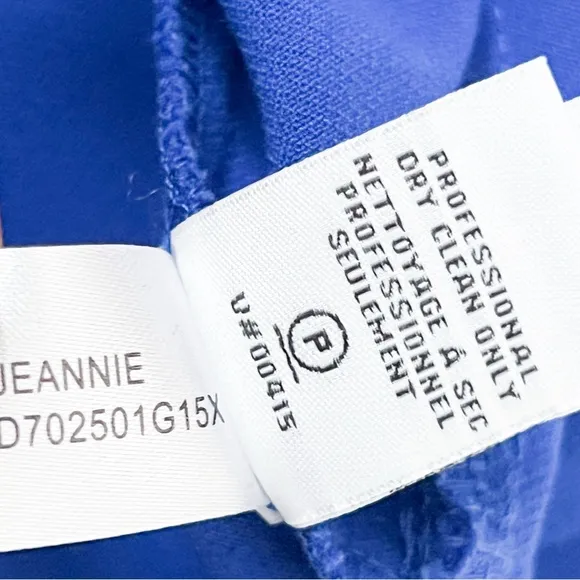 JEANNIE
D702501G15X
PROFESSIONAL
DRY CLEAN ONLY
NETTOYAGE À SEC
PROFESSIONNEL
SEULEMENT
P
V#00415